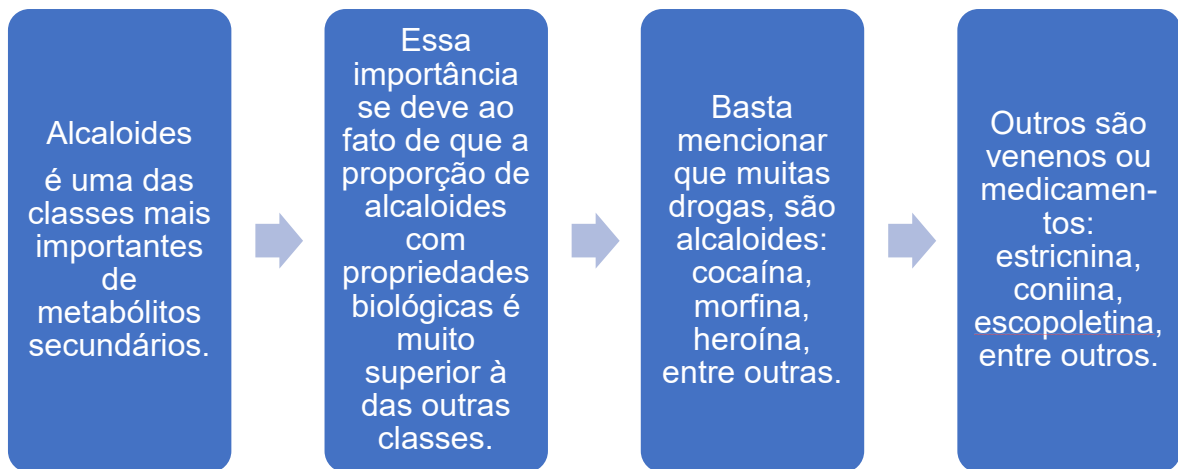 Alcaloides
é uma das
classes mais
importantes
de
metabólitos
secundários.
Essa
importância
se deve ao
fato de que a
proporção de
alcaloides
com
propriedades
biológicas é
muito
superior à
das outras
classes.
Basta
mencionar
que muitas
drogas, são
alcaloides:
cocaína,
morfina,
heroína,
entre outras.
Outros são
venenos ou
medicamen-
tos:
estricnina,
coniina,
escopoletina,
entre outros.